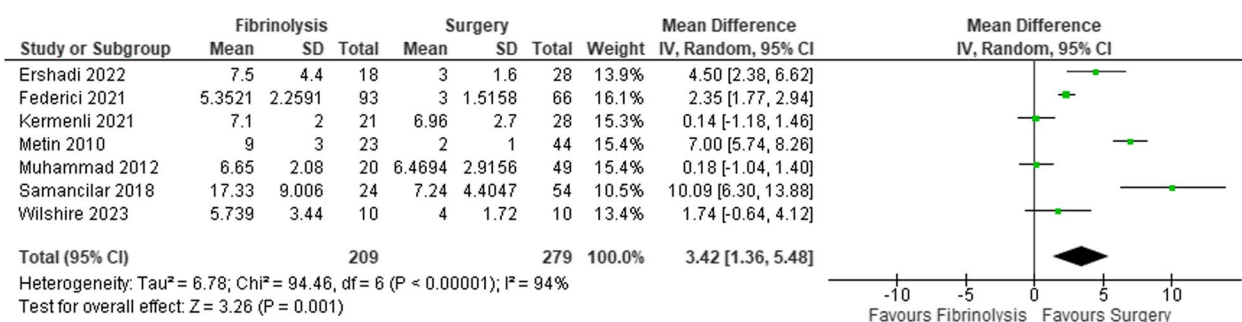 Fibrinolysis Surgery Mean Difference Mean Difference
Study or Subgroup Mean SD Total Mean SD Total Weight IV, Random, 95% CI IV, Random, 95% CI
Ershadi 2022 7.5 4.4 18 3 1.6 28 13.9% 4.50 [2.38, 6.62]
Federici 2021 5.3521 2.2591 93 3 1.5158 66 16.1% 2.35 [1.77, 2.94]
Kermenli 2021 7.1 2 21 6.96 2.7 28 15.3% 0.14 [-1.18, 1.46]
Metin 2010 9 3 23 2 1 44 15.4% 7.00 [5.74, 8.26]
Muhammad 2012 6.65 2.08 20 6.4694 2.9156 49 15.4% 0.18 [-1.04, 1.40]
Samancilar 2018 17.33 9.006 24 7.24 4.4047 54 10.5% 10.09 [6.30, 13.88]
Wilshire 2023 5.739 3.44 10 4 1.72 10 13.4% 1.74 [-0.64, 4.12]
Total (95% CI) 209 279 100.0% 3.42 [1.36, 5.48]
Heterogeneity: Tau² = 6.78; Chi² = 94.46, df = 6 (P < 0.00001); I² = 94%
Test for overall effect: Z = 3.26 (P = 0.001)
-10 -5 0 5 10
Favours Fibrinolysis Favours Surgery